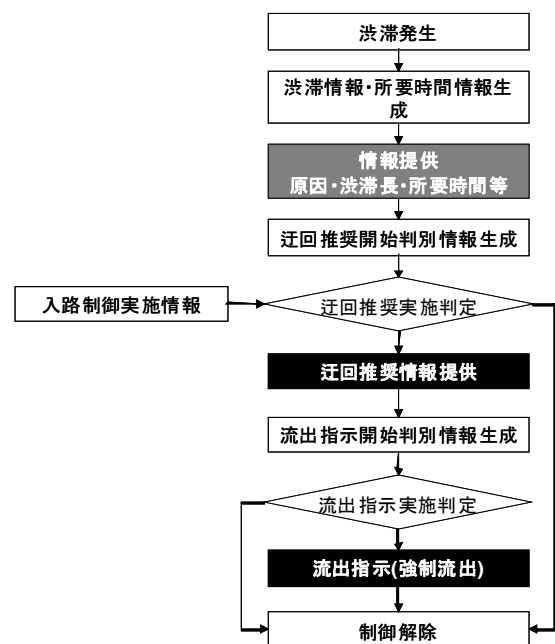 渋滞発生
渋滞情報・所要時間情報生
成
情報提供
原因・渋滞長・所要時間等
迂回推奨開始判別情報生成
入路制御実施情報
迂回推奨実施判定
迂回推奨情報提供
流出指示開始判別情報生成
流出指示実施判定
流出指示(強制流出)
制御解除